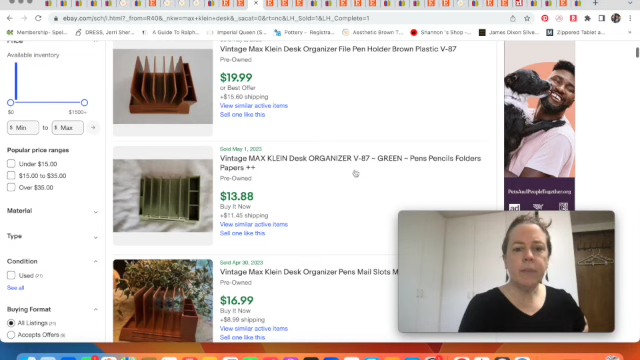 ebay.com/sch/i.html?_from=R40&_nkw=max+klein+desk&_sacat=0&rt=nc&LH_Sold=1&LH_Complete=1
Membership- Spei...
DRESS, Jerri Sherer...
A Guide To Ralph...
Imperial Queen (S...
Pottery - Registra...
Aesthetic Brown T...
Shannon 's Shop -...
James Dixon Silve...
Zippered Tablet a...
Price
Available inventory
$0
$1500+
$ Min
to
$ Max
Popular price ranges
Under $15.00
$15.00 to $35.00
Over $35.00
Material
Type
Condition
Used (21)
See all
Buying Format
All Listings (21)
Accepts Offers (9)
Vintage Max Klein Desk Organizer File Pen Holder Brown Plastic V-87
Pre-Owned
$19.99
or Best Offer
+$15.60 shipping
View similar active items
Sell one like this
Sold May 1, 2023
Vintage MAX KLEIN Desk ORGANIZER V-87 ~ GREEN ~ Pens Pencils Folders
Papers ++
Pre-Owned
$13.88
Buy It Now
+$11.45 shipping
View similar active items
Sell one like this
Sold Apr 30, 2023
Vintage Max Klein Desk Organizer Pens Mail Slots M
Pre-Owned
$16.99
Buy It Now
+$8.99 shipping
View similar active items
Sell one like this
PetsAndPeopleTogether.org
ad